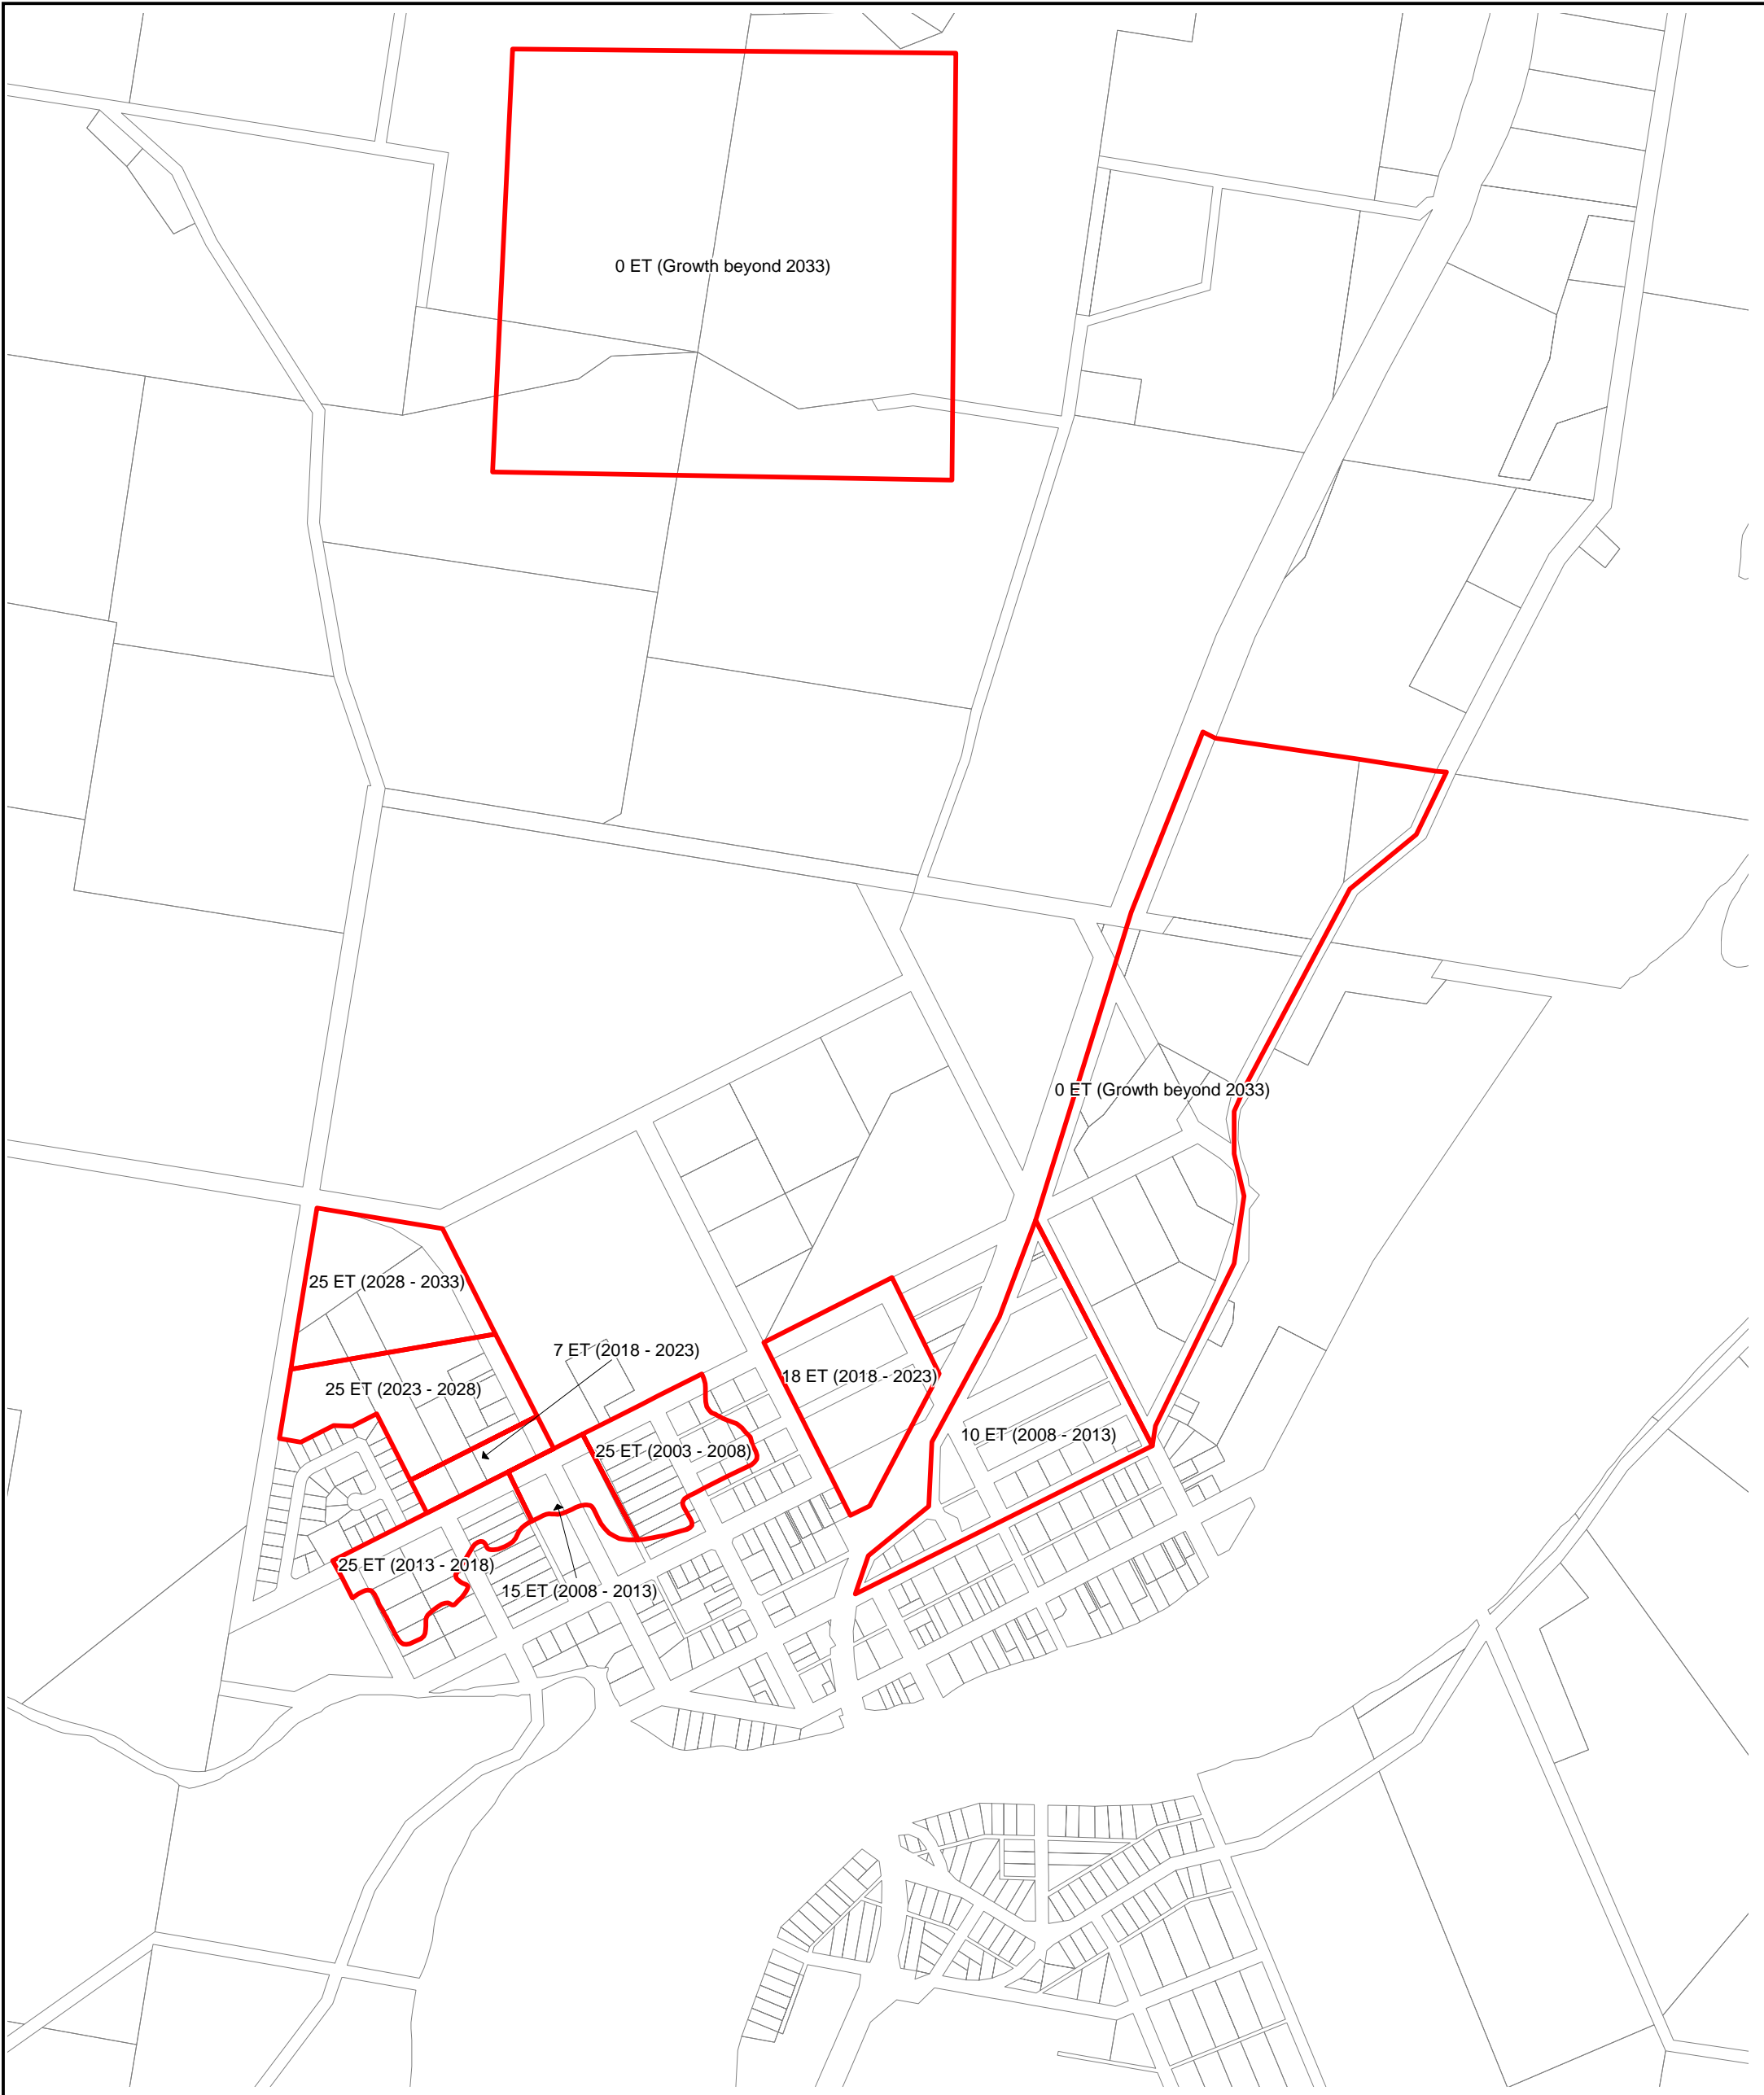 0 ET (Growth beyond 2033)
0 ET (Growth beyond 2033)
25 ET (2028 - 2033)
7 ET (2018 - 2023)
18 ET (2018 - 2023)
25 ET (2023 - 2028)
10 ET (2008 - 2013)
25 ET (2003 - 2008)
25 ET (2013 - 2018)
15 ET (2008 - 2013)